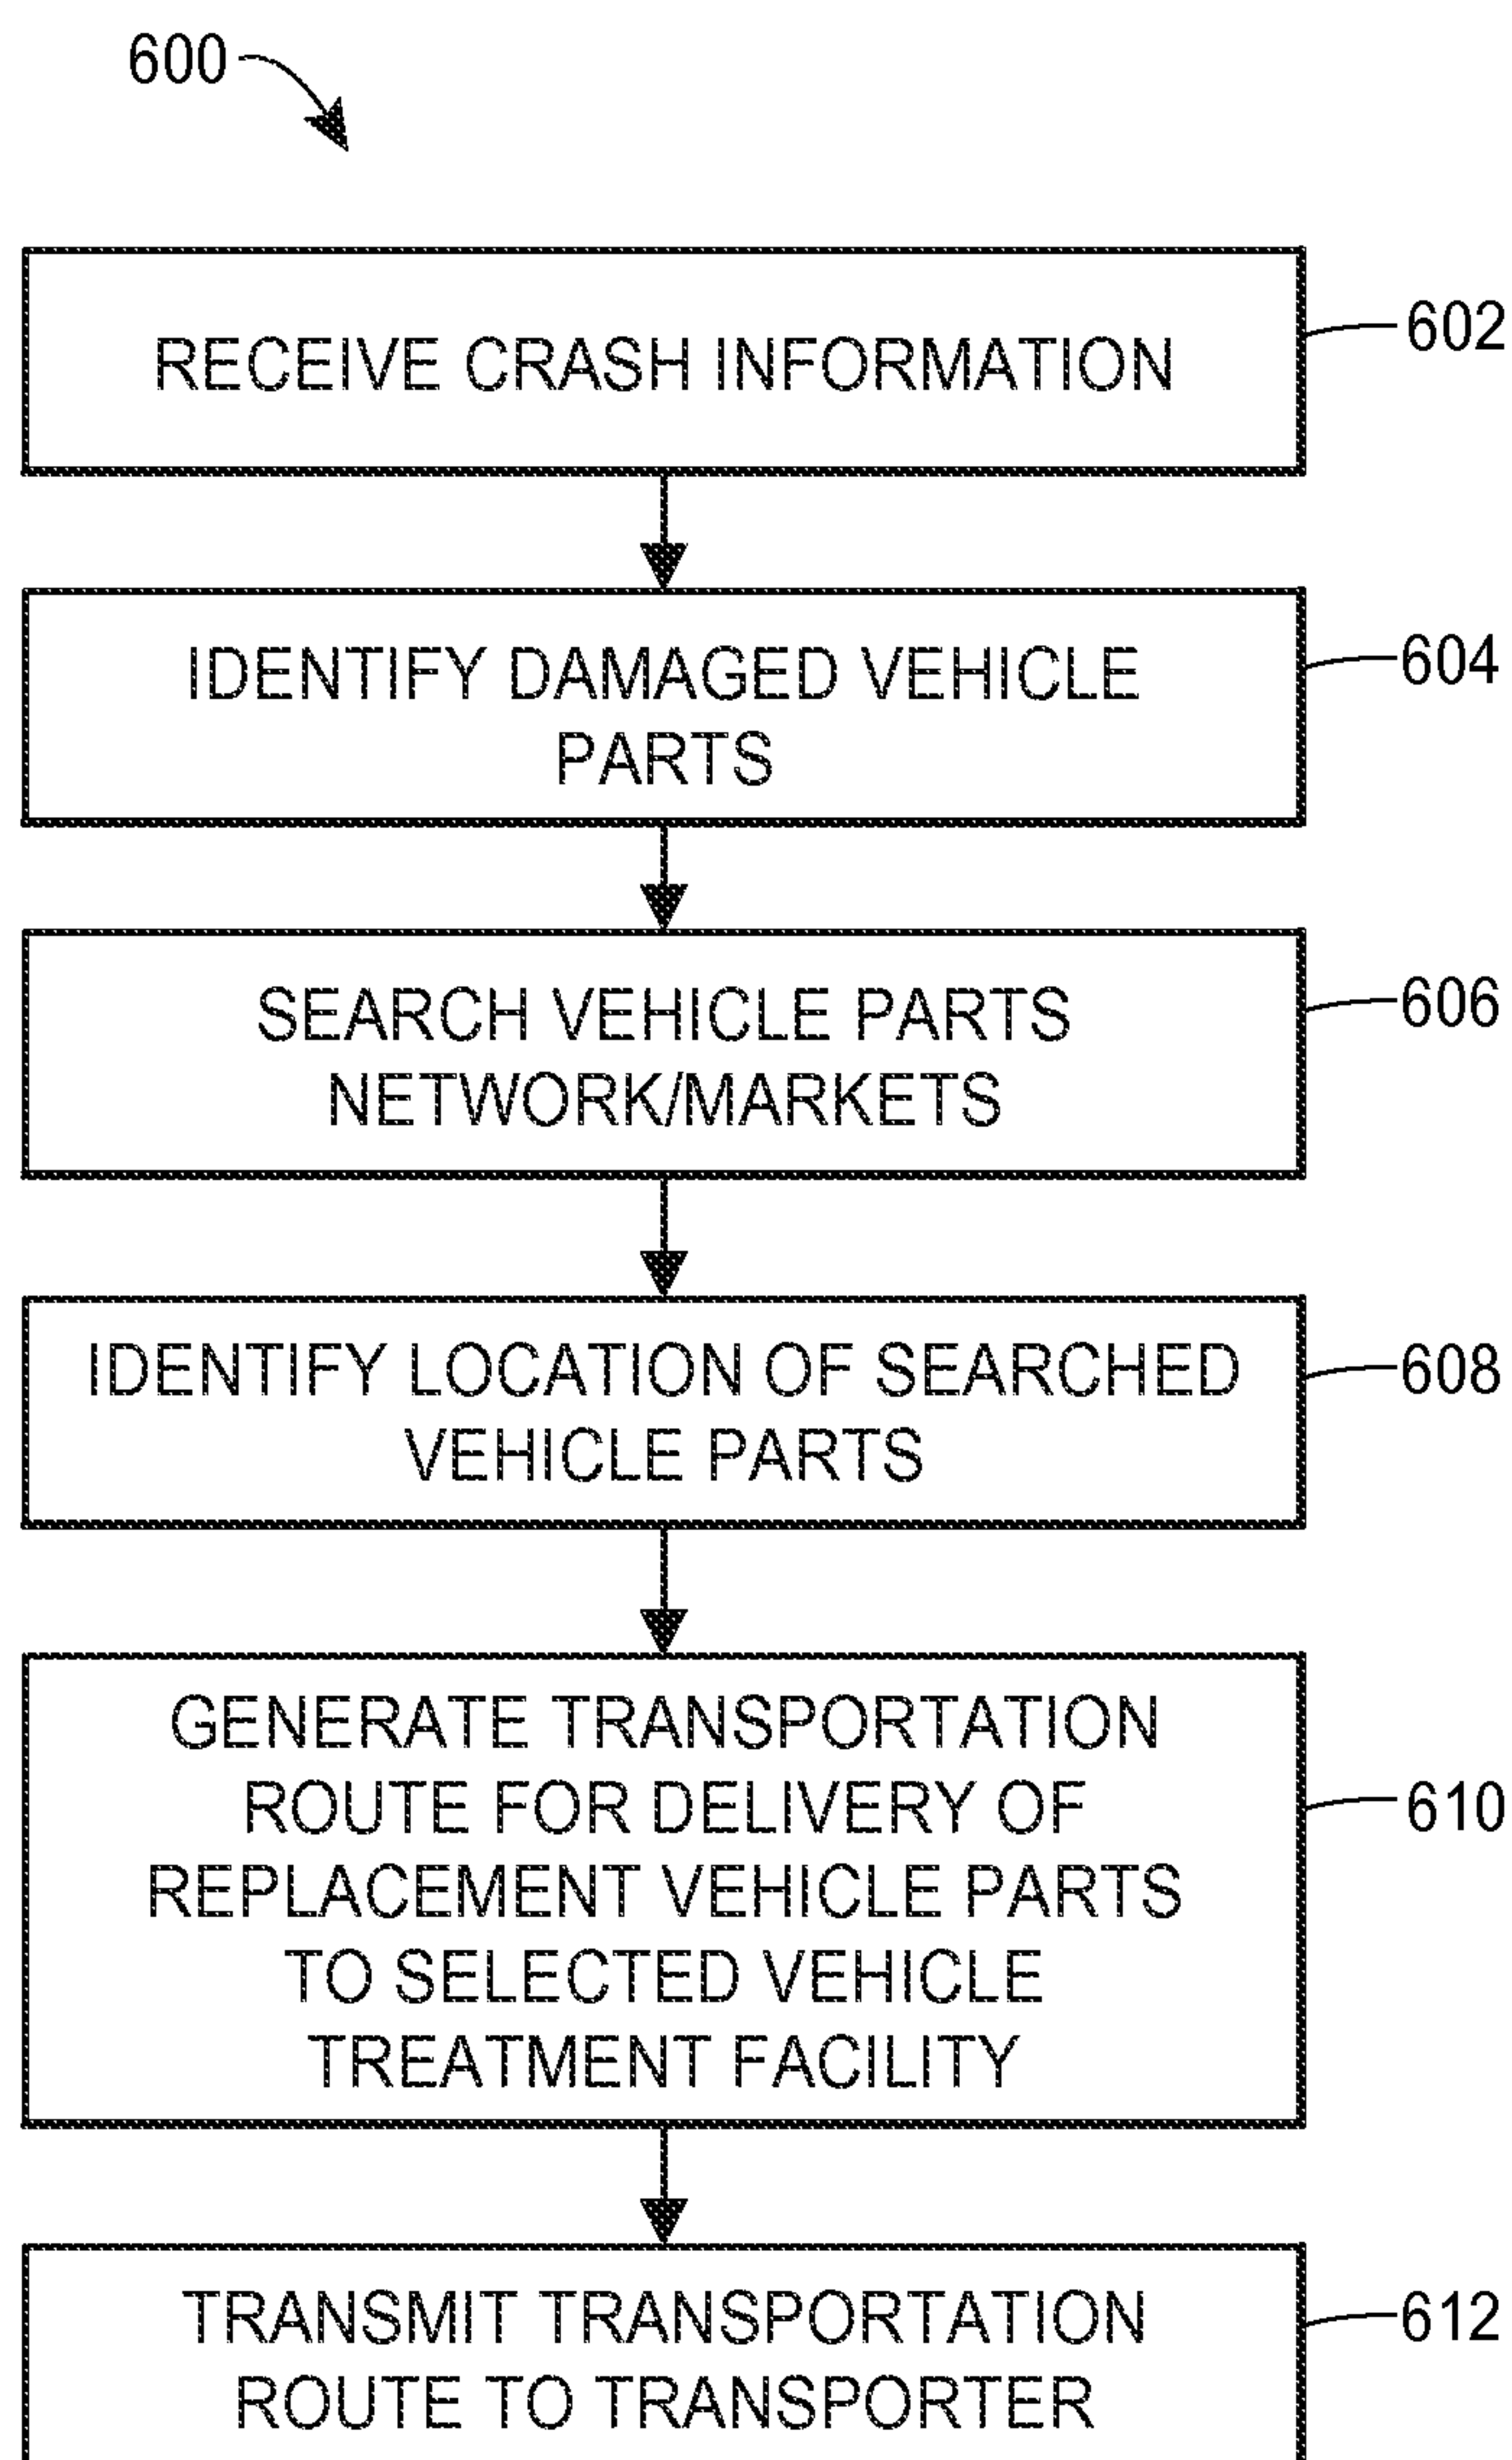 600
RECEIVE CRASH INFORMATION
602
IDENTIFY DAMAGED VEHICLE
PARTS
604
SEARCH VEHICLE PARTS
NETWORK/MARKETS
606
IDENTIFY LOCATION OF SEARCHED
VEHICLE PARTS
608
GENERATE TRANSPORTATION
ROUTE FOR DELIVERY OF
REPLACEMENT VEHICLE PARTS
TO SELECTED VEHICLE
TREATMENT FACILITY
610
TRANSMIT TRANSPORTATION
ROUTE TO TRANSPORTER
612